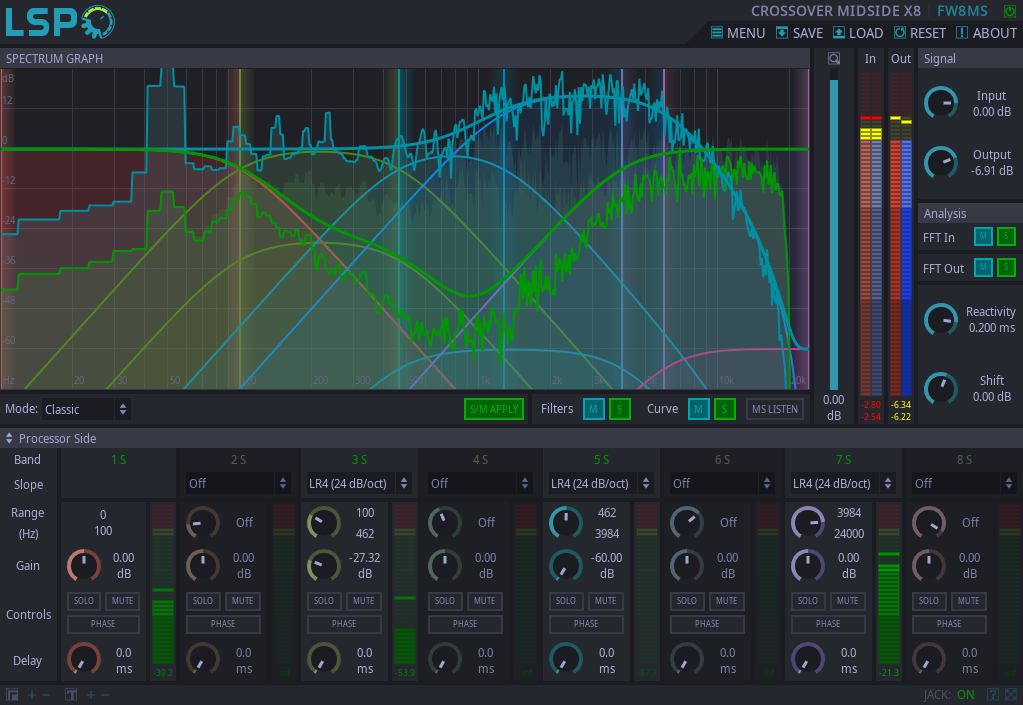 LSP
CROSSOVER MIDSIDE X8 FW8MS
MENU SAVE LOAD RESET ABOUT
SPECTRUM GRAPH
dB
12
0
-12
-24
-36
-48
-60
Hz 20 30 50 100 200 300 500 1k 2k 3k 5k 10k 20k
0.00
dB
In Out
-2.80 -6.34
-2.54 -6.22
Signal
Input
0.00 dB
Output
-6.91 dB
Analysis
FFT In M S
FFT Out M S
Reactivity
0.200 ms
Shift
0.00 dB
Mode: Classic S/M APPLY Filters M S Curve M S MS LISTEN
Processor Side
Band 1 S 2 S 3 S 4 S 5 S 6 S 7 S 8 S
Slope Off LR4 (24 dB/oct) Off LR4 (24 dB/oct) Off LR4 (24 dB/oct) Off
Range 0 Off 100 Off 462 Off 3984 Off
(Hz) 100 462 3984 24000
Gain 0.00 0.00 -27.32 0.00 -60.00 0.00 0.00 0.00
dB dB dB dB dB dB dB dB
Controls SOLO MUTE SOLO MUTE SOLO MUTE SOLO MUTE SOLO MUTE SOLO MUTE SOLO MUTE SOLO MUTE
PHASE PHASE PHASE PHASE PHASE PHASE PHASE PHASE
Delay 0.0 0.0 0.0 0.0 0.0 0.0 0.0 0.0
ms ms ms ms ms ms ms ms
-39.2 -inf -53.9 -inf -87.7 -inf -21.3 -inf
JACK: ON